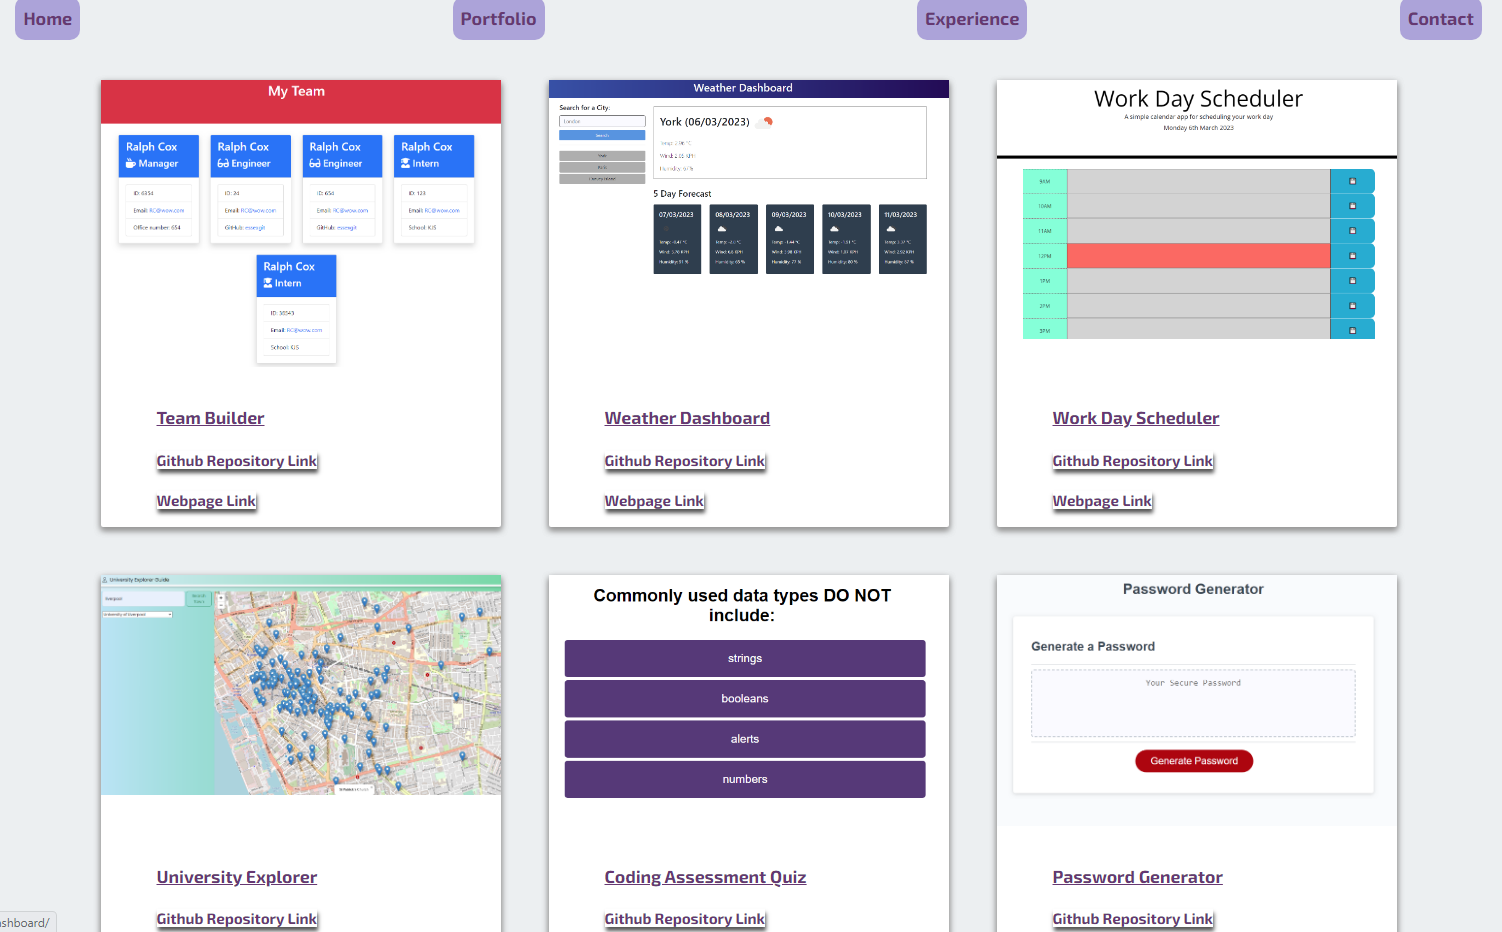 Home
Portfolio
Experience
Contact
My Team
Ralph Cox
Manager
ID: 6354
Email: RC@wow.com
Office number: 654
Ralph Cox
Engineer
ID: 24
Email: RC@wow.com
GitHub: essexgit
Ralph Cox
Engineer
ID: 654
Email: RC@wow.com
GitHub: essexgit
Ralph Cox
Intern
ID: 123
Email: RC@wow.com
School: KJS
Ralph Cox
Intern
ID: 36543
Email: RC@wow.com
School: KJS
Team Builder
Github Repository Link
Webpage Link
Weather Dashboard
Search for a City:
London
Search
York (06/03/2023)
Wind: 2.05 KPH
5 Day Forecast
07/03/2023
08/03/2023
09/03/2023
10/03/2023
11/03/2023
Weather Dashboard
Github Repository Link
Webpage Link
Work Day Scheduler
A simple calendar app for scheduling your work day
Monday 6th March 2023
9AM
10AM
11AM
12PM
1PM
2PM
3PM
Work Day Scheduler
Github Repository Link
Webpage Link
University Explorer Guide
University of liverpool
University Explorer
Github Repository Link
Commonly used data types DO NOT
include:
strings
booleans
alerts
numbers
Coding Assessment Quiz
Github Repository Link
Password Generator
Generate a Password
Your Secure Password
Generate Password
Password Generator
Github Repository Link
ashboard/